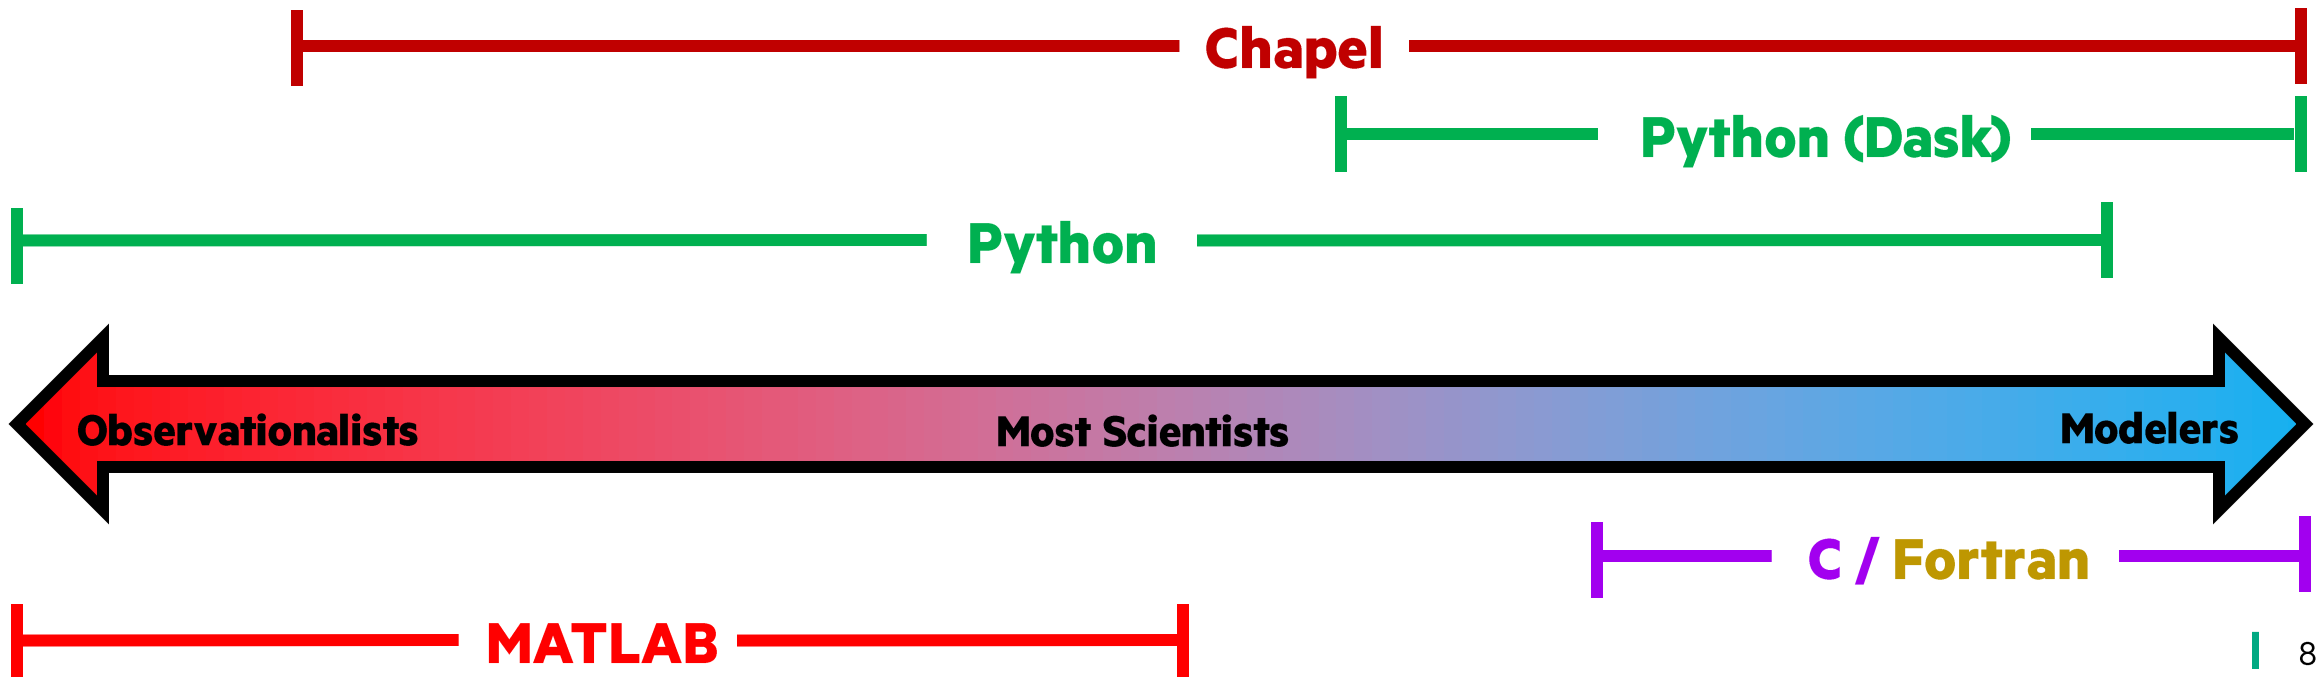 Chapel
Python (Dask)
Python
Observationalists Most Scientists Modelers
C / Fortran
MATLAB
8